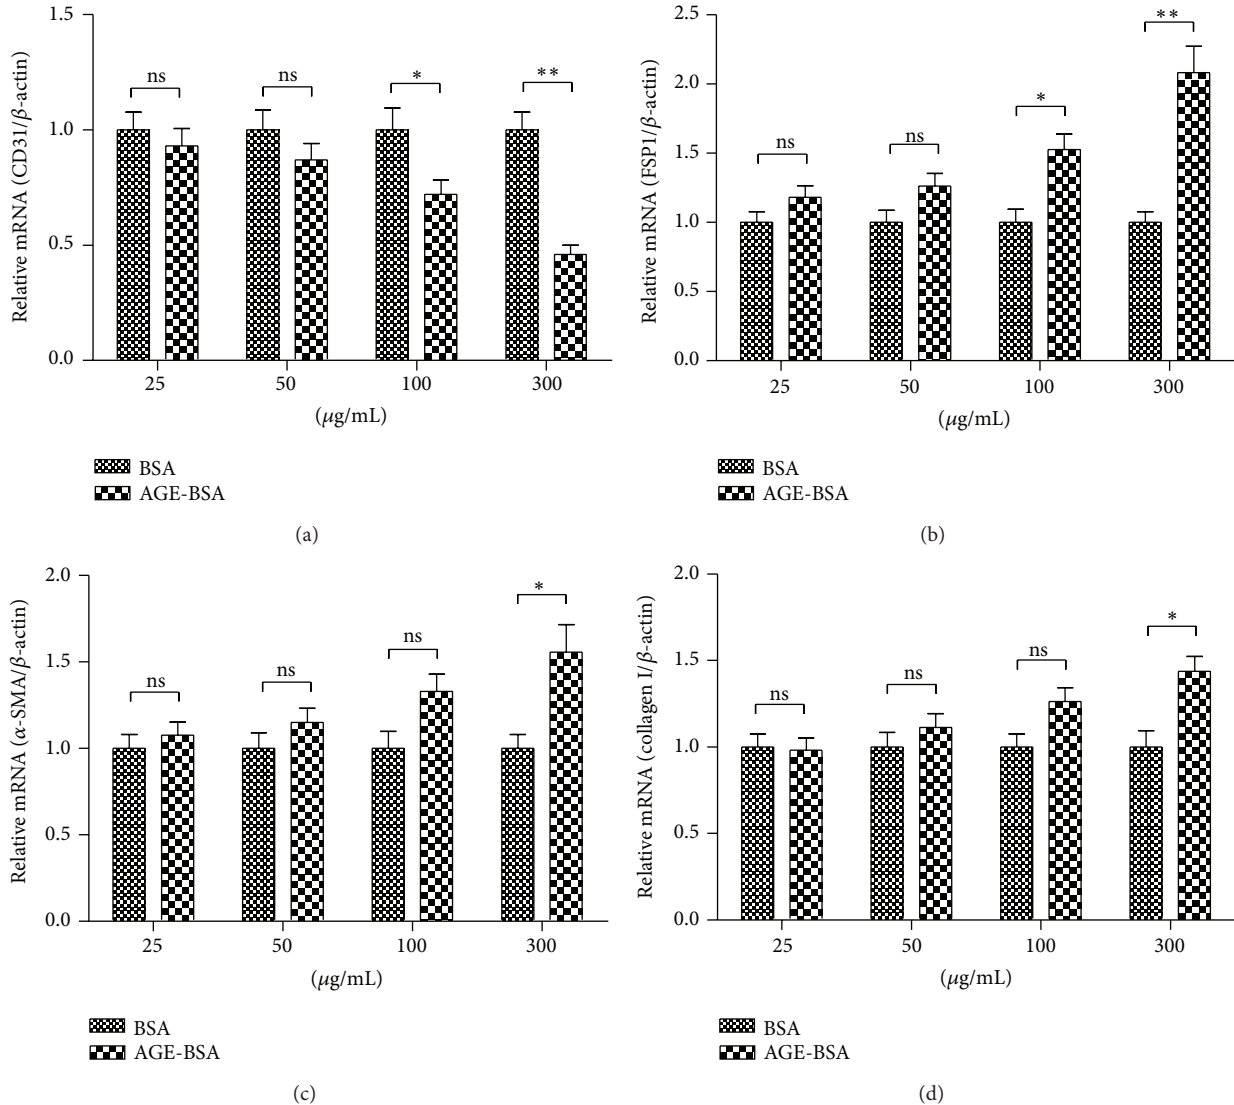 Relative mRNA (CD31/β-actin)
1.5
1.0
0.5
0.0
ns
ns
*
**
25
50
100
300
(μg/mL)
BSA
AGE-BSA
(a)
Relative mRNA (FSP1/β-actin)
2.5
2.0
1.5
1.0
0.5
0.0
ns
ns
*
**
25
50
100
300
(μg/mL)
BSA
AGE-BSA
(b)
Relative mRNA (α-SMA/β-actin)
2.0
1.5
1.0
0.5
0.0
ns
ns
ns
*
25
50
100
300
(μg/mL)
BSA
AGE-BSA
(c)
Relative mRNA (collagen I/β-actin)
2.0
1.5
1.0
0.5
0.0
ns
ns
ns
*
25
50
100
300
(μg/mL)
BSA
AGE-BSA
(d)